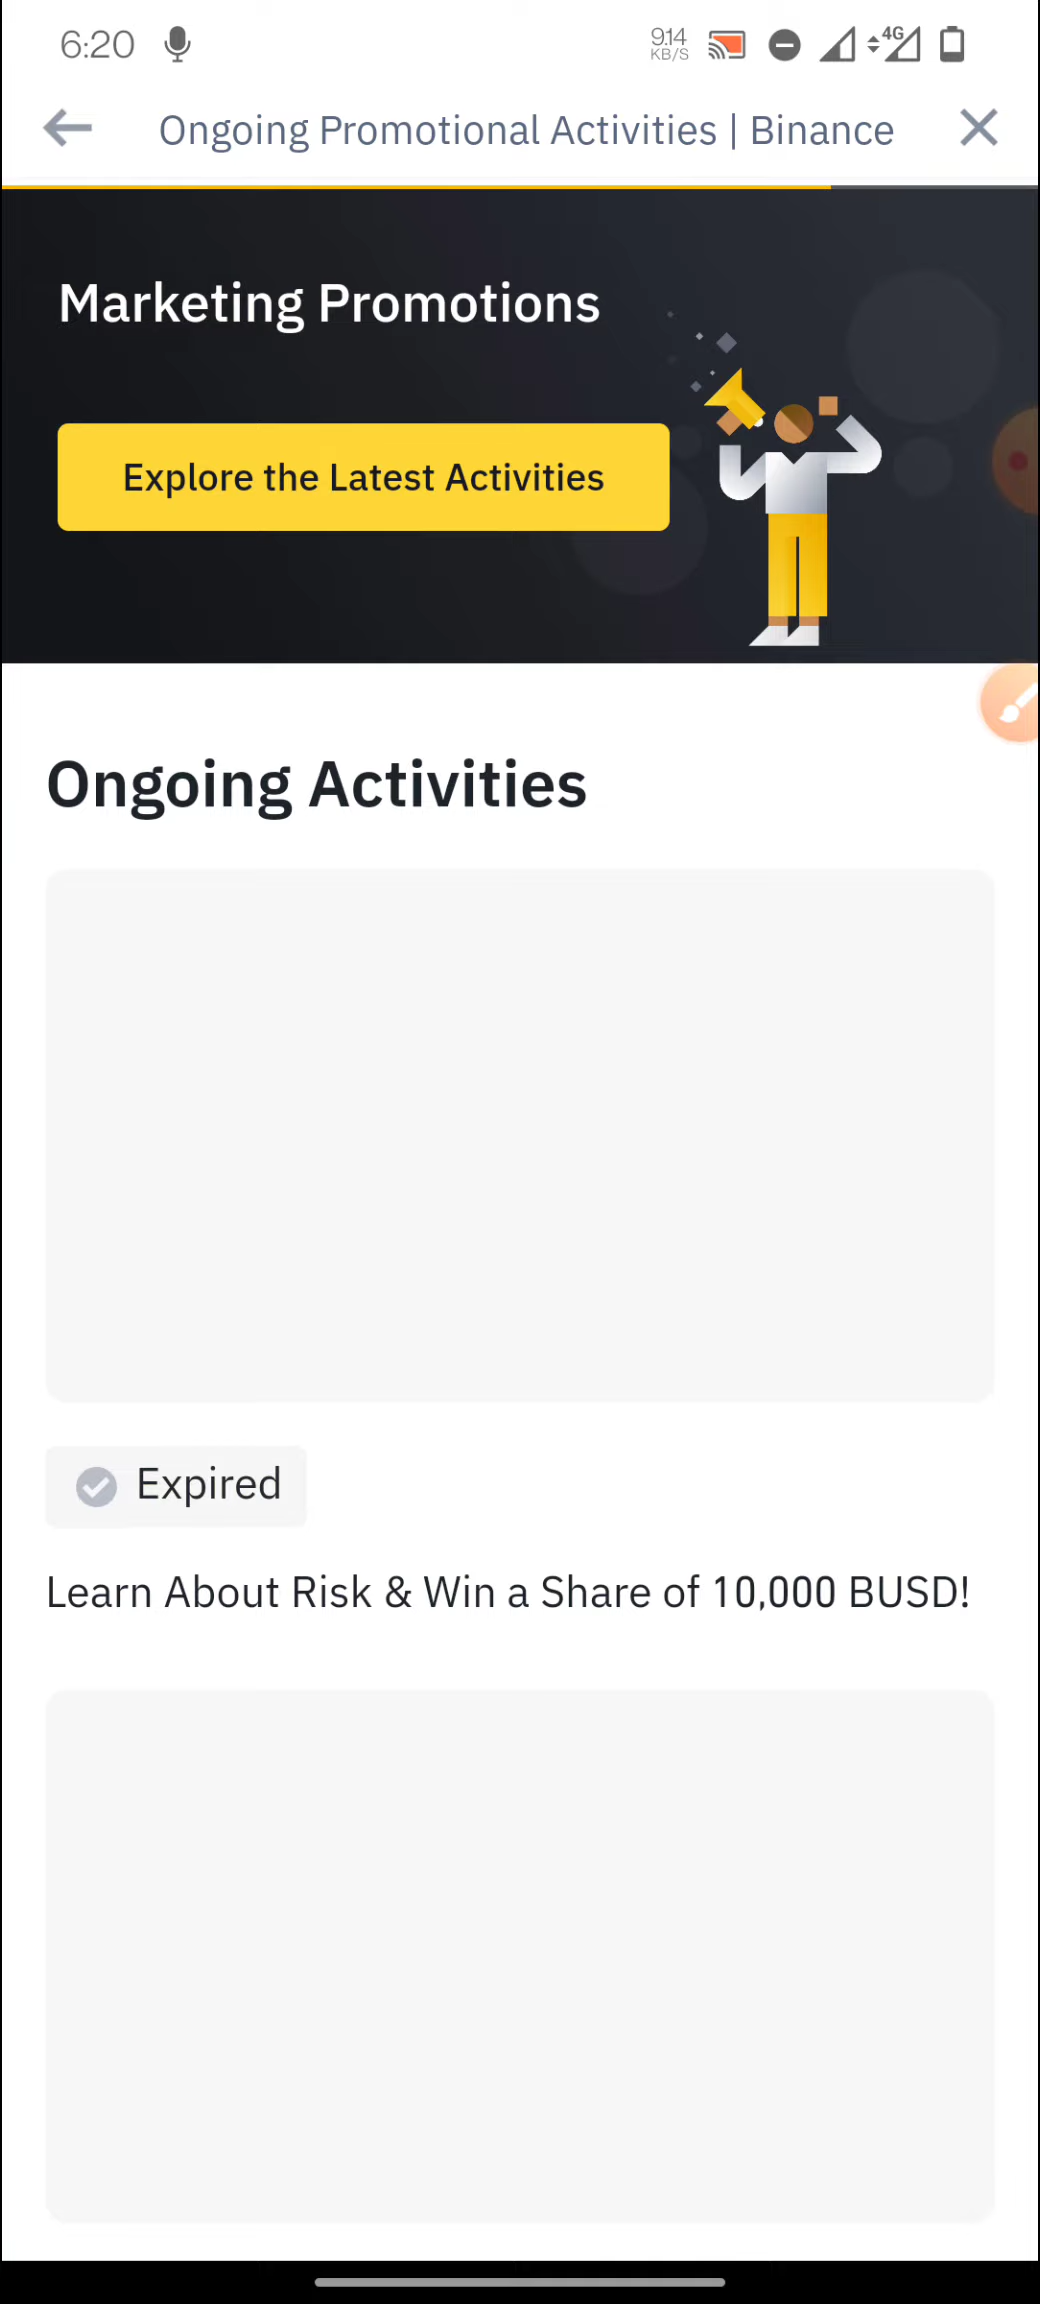 6:20
9.14
KB/S
4G
Ongoing Promotional Activities | Binance
Marketing Promotions
Explore the Latest Activities
Ongoing Activities
Expired
Learn About Risk & Win a Share of 10,000 BUSD!